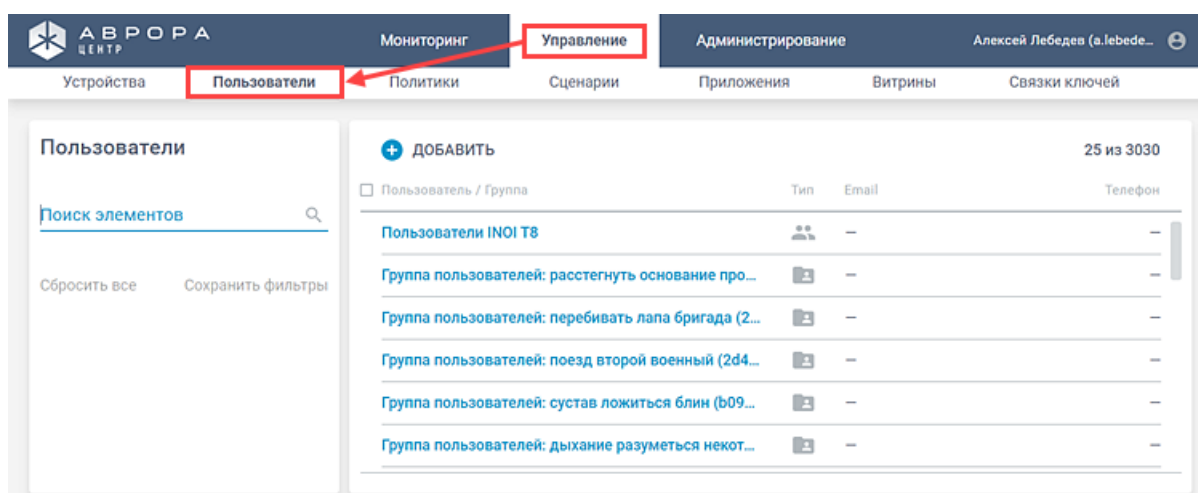 АВРОРА
ЦЕНТР
Мониторинг Управление Администрирование Алексей Лебедев (a.lebede...
Устройства Пользователи Политики Сценарии Приложения Витрины Связки ключей
Пользователи
Поиск элементов
Сбросить все Сохранить фильтры
ДОБАВИТЬ 25 из 3030
Пользователь / Группа Тип Email Телефон
Пользователи INOI T8 — —
Группа пользователей: расстегнуть основание про... — —
Группа пользователей: перебивать лапа бригада (2... — —
Группа пользователей: поезд второй военный (2d4... — —
Группа пользователей: сустав ложиться блин (b09... — —
Группа пользователей: дыхание разуметься некот... — —